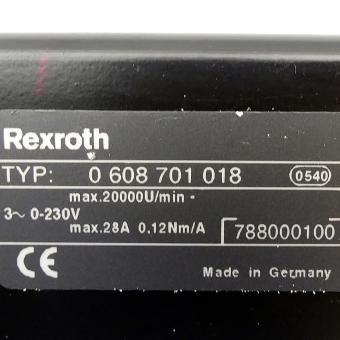 Rexroth
TYP: 0 608 701 018 0540
max.20000U/min -
3~ 0-230V
max.28A 0,12Nm/A 788000100
CE Made in Germany